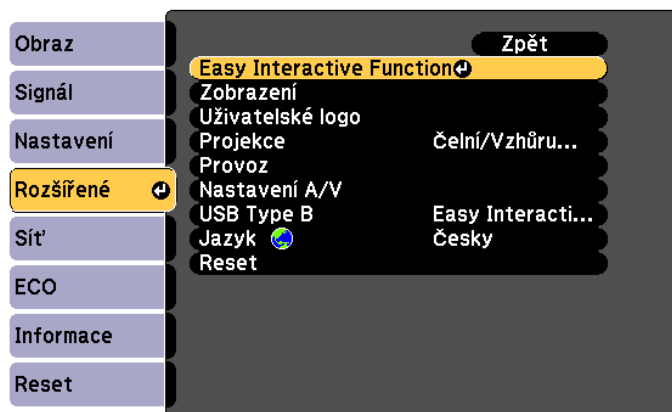 Obraz
Signál
Nastavení
Rozšířené
Síť
ECO
Informace
Reset
Zpět
Easy Interactive Function
Zobrazení
Uživatelské logo
Projekce Čelní/Vzhůru...
Provoz
Nastavení A/V
USB Type B Easy Interacti...
Jazyk Česky
Reset